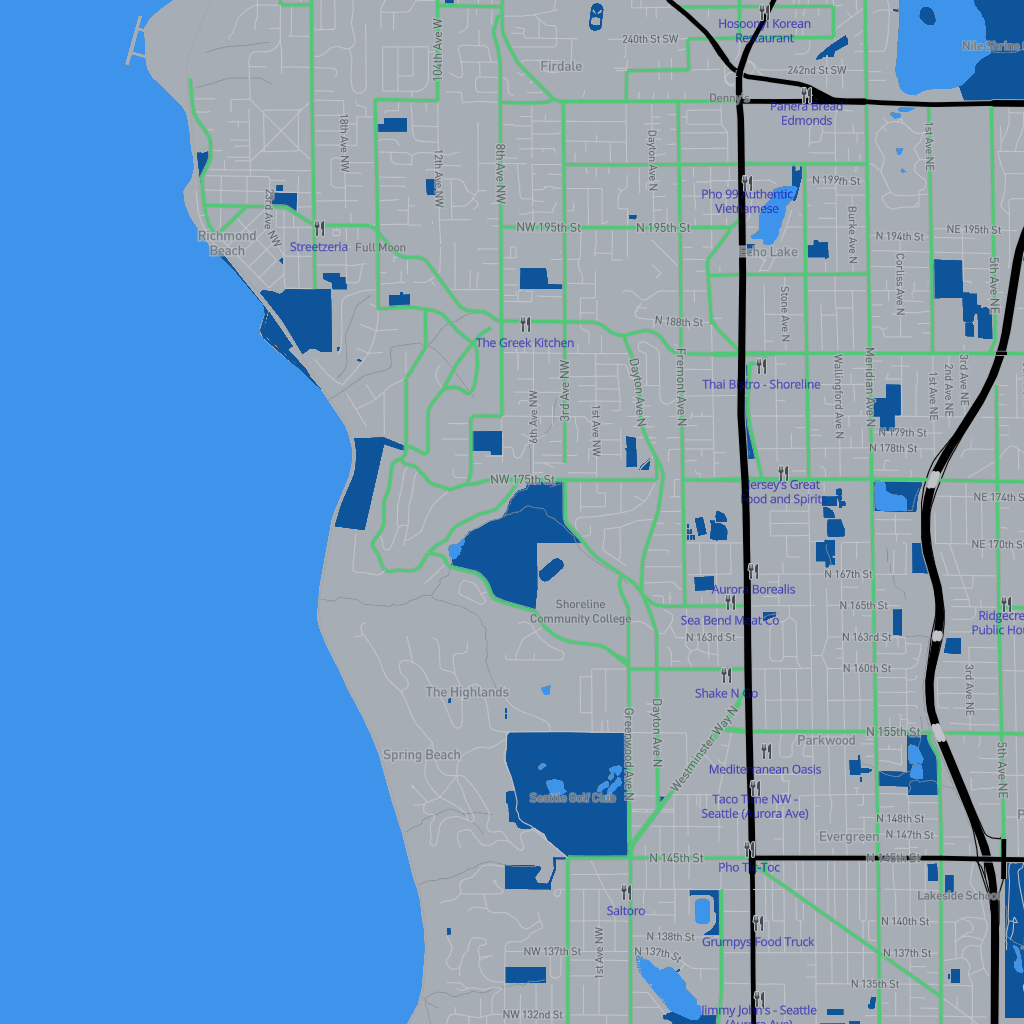 Hosoonyi Korean
Restaurant
240th St SW
Nile Shrine
Firdale
242nd St SW
104th Ave W
Denny's
Panera Bread
Edmonds
18th Ave NW
12th Ave NW
8th Ave NW
Dayton Ave N
1st Ave NE
N 199th St
Pho 99 Authentic
Vietnamese
23rd Ave NW
Burke Ave N
NW 195th St
N 195th St
NE 195th St
N 194th St
Richmond
Beach
Streetzeria
Full Moon
Echo Lake
Corliss Ave N
5th Ave NE
Stone Ave N
N 188th St
The Greek Kitchen
Thai Bistro - Shoreline
3rd Ave NW
6th Ave NW
1st Ave NW
Dayton Ave N
Fremont Ave N
Wallingford Ave N
Meridian Ave N
1st Ave NE
2nd Ave NE
3rd Ave NE
N 179th St
N 178th St
NW 175th St
Jersey's Great
Food and Spirits
NE 174th St
NE 170th St
N 167th St
Aurora Borealis
Shoreline
Community College
N 165th St
Sea Bend Meat Co
N 163rd St
N 163rd St
Ridgecrest
Public House
N 160th St
The Highlands
Shake N Go
3rd Ave NE
Greenwood Ave N
Dayton Ave N
Westminster Way N
N 155th St
Parkwood
Spring Beach
5th Ave NE
Mediterranean Oasis
Seattle Golf Club
Taco Time NW -
Seattle (Aurora Ave)
N 148th St
Evergreen
N 147th St
N 145th St
N 145th St
Pho Tic-Toc
Lakeside School
Saltoro
N 140th St
N 138th St
Grumpys Food Truck
1st Ave NW
NW 137th St
N 137th St
N 137th St
N 135th St
NW 132nd St
Jimmy John's - Seattle
(Aurora Ave)